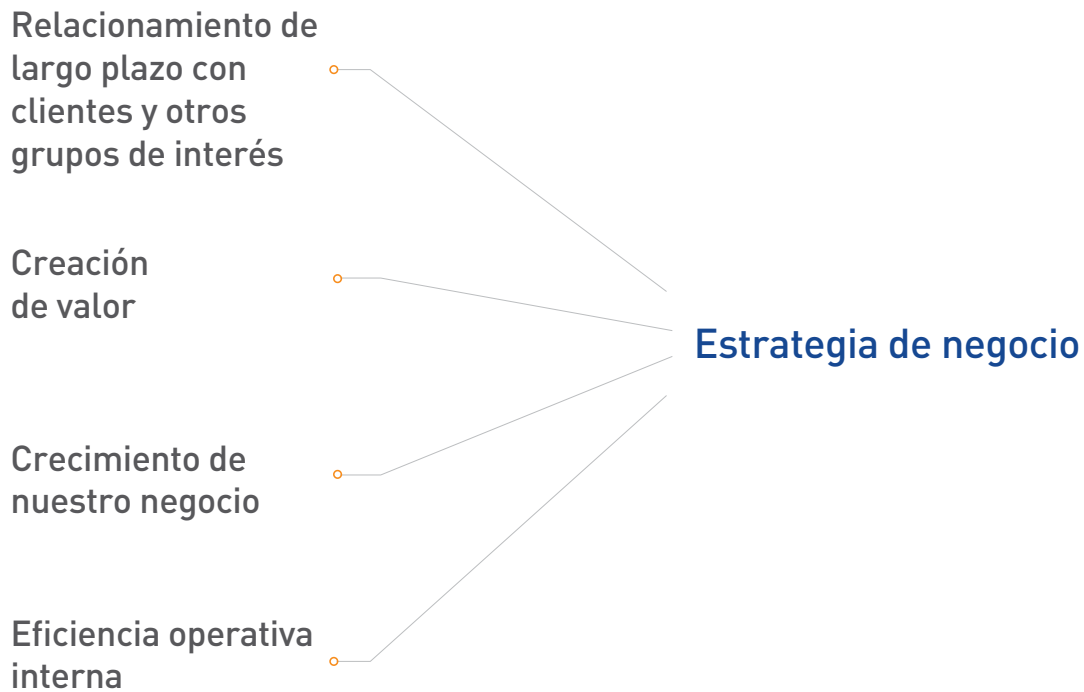 Relacionamiento de
largo plazo con
clientes y otros
grupos de interés
Creación
de valor
Estrategia de negocio
Crecimiento de
nuestro negocio
Eficiencia operativa
interna